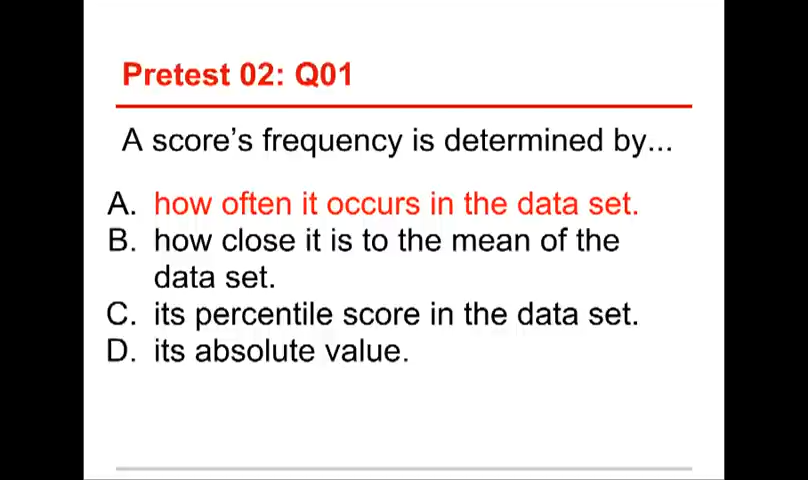 Pretest 02: Q01
A score’s frequency is determined by...
A. how often it occurs in the data set.
B. how close it is to the mean of the
data set.
C. its percentile score in the data set.
D. its absolute value.